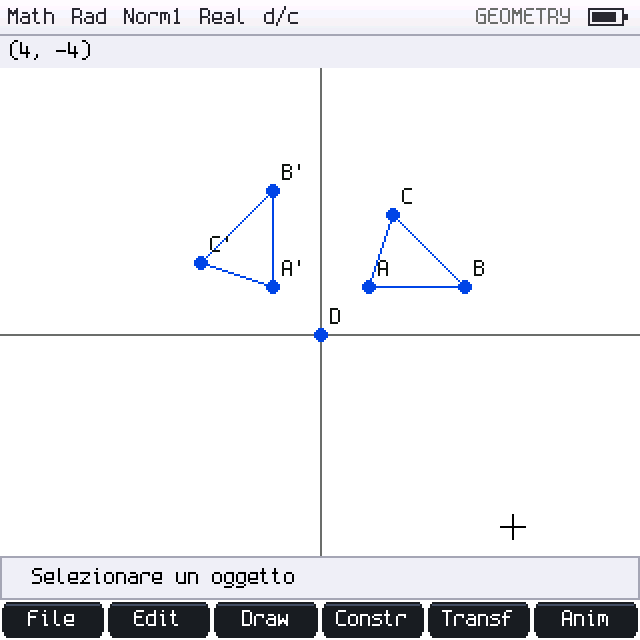 Math Rad Norm1 Real d/c GEOMETRY
(4, -4)
B'
C
C'
A'
A
B
D
Selezionare un oggetto
File Edit Draw Constr Transf Anim